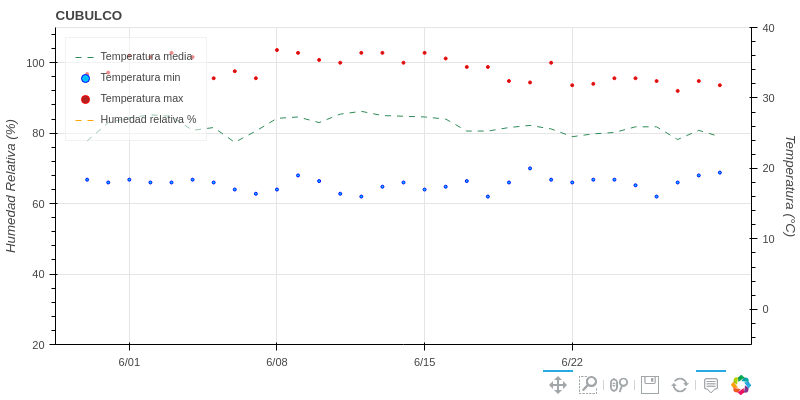 CUBULCO
Temperatura media
Temperatura min
Temperatura max
Humedad relativa %
Humedad Relativa (%)
100
80
60
40
20
40
30
20
10
0
Temperatura (°C)
6/01
6/08
6/15
6/22